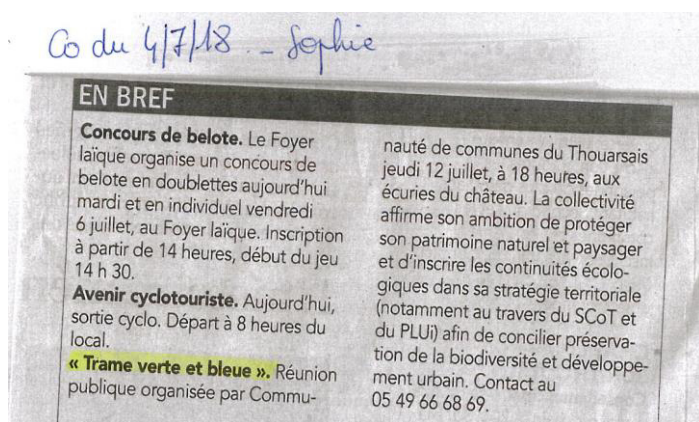 Co du 4/7/18 - Sophie
EN BREF
Concours de belote. Le Foyer
laïque organise un concours de
belote en doublettes aujourd'hui
mardi et en individuel vendredi
6 juillet, au Foyer laïque. Inscription
à partir de 14 heures, début du jeu
14 h 30.
Avenir cyclotouriste. Aujourd'hui,
sortie cyclo. Départ à 8 heures du
local.
« Trame verte et bleue ». Réunion
publique organisée par Commu-
nauté de communes du Thouarsais
jeudi 12 juillet, à 18 heures, aux
écuries du château. La collectivité
affirme son ambition de protéger
son patrimoine naturel et paysager
et d'inscrire les continuités écolo-
giques dans sa stratégie territoriale
(notamment au travers du SCoT et
du PLUi) afin de concilier préserva-
tion de la biodiversité et développe-
ment urbain. Contact au
05 49 66 68 69.